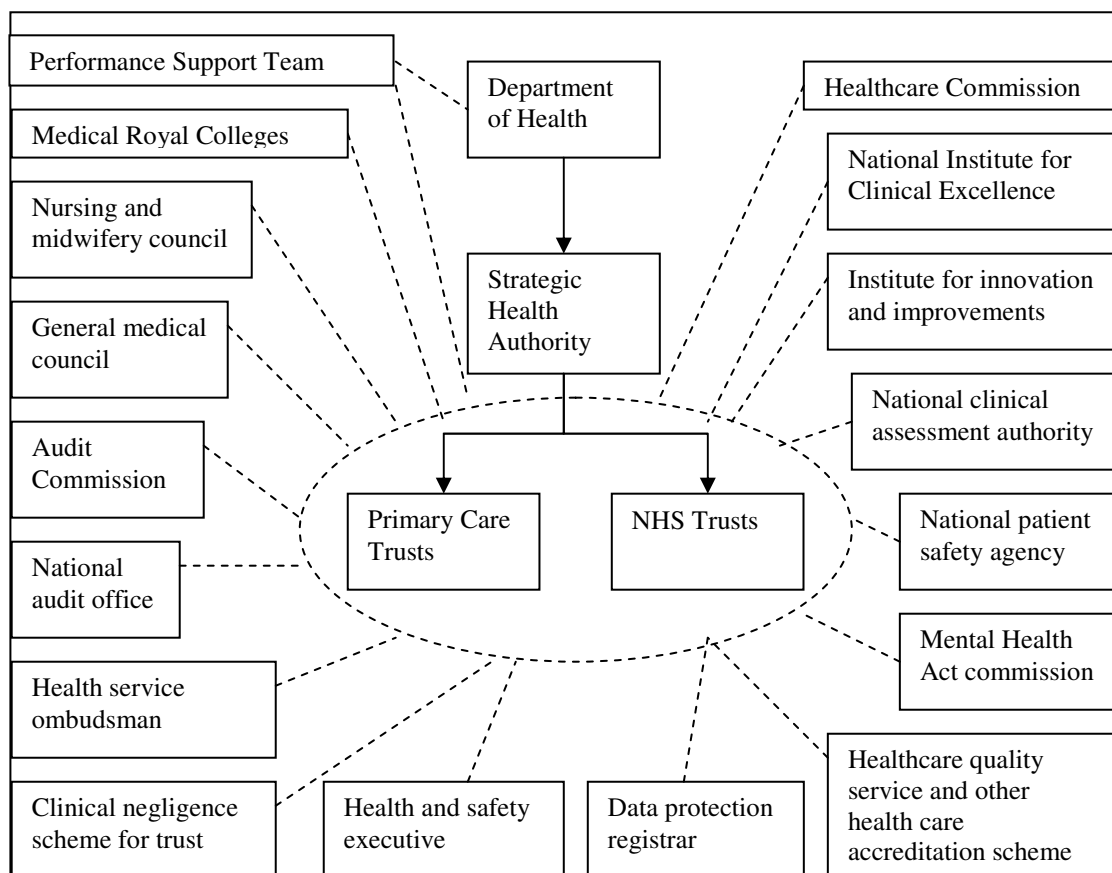 Performance Support Team
Department
of Health
Healthcare Commission
Medical Royal Colleges
National Institute for
Clinical Excellence
Nursing and
midwifery council
Strategic
Health
Authority
Institute for innovation
and improvements
General medical
council
National clinical
assessment authority
Audit
Commission
Primary Care
Trusts
NHS Trusts
National patient
safety agency
National
audit office
Mental Health
Act commission
Health service
ombudsman
Clinical negligence
scheme for trust
Health and safety
executive
Data protection
registrar
Healthcare quality
service and other
health care
accreditation scheme